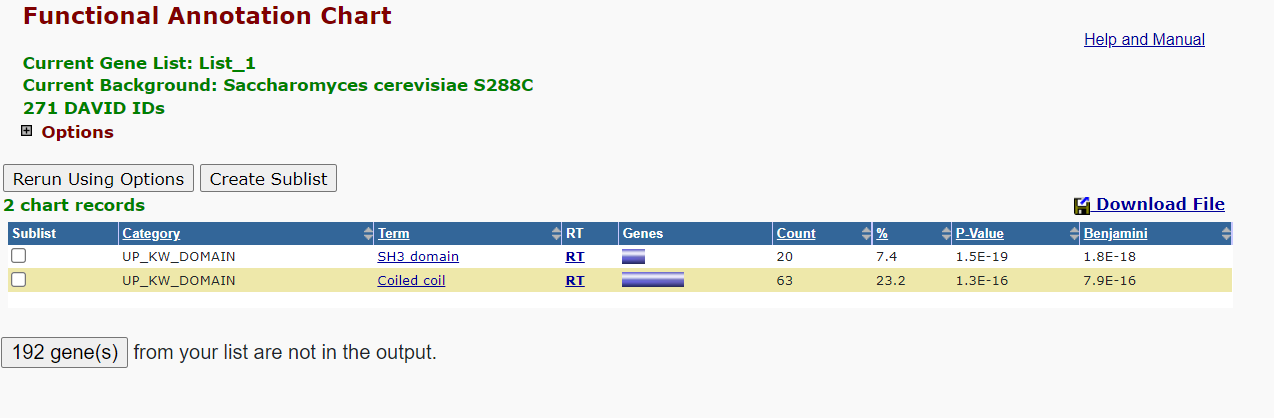 Functional Annotation Chart
Help and Manual
Current Gene List: List_1
Current Background: Saccharomyces cerevisiae S288C
271 DAVID IDs
Options
Rerun Using Options Create Sublist
2 chart records Download File
Sublist Category Term RT Genes Count % P-Value Benjamini
UP_KW_DOMAIN SH3 domain RT 20 7.4 1.5E-19 1.8E-18
UP_KW_DOMAIN Coiled coil RT 63 23.2 1.3E-16 7.9E-16
192 gene(s) from your list are not in the output.